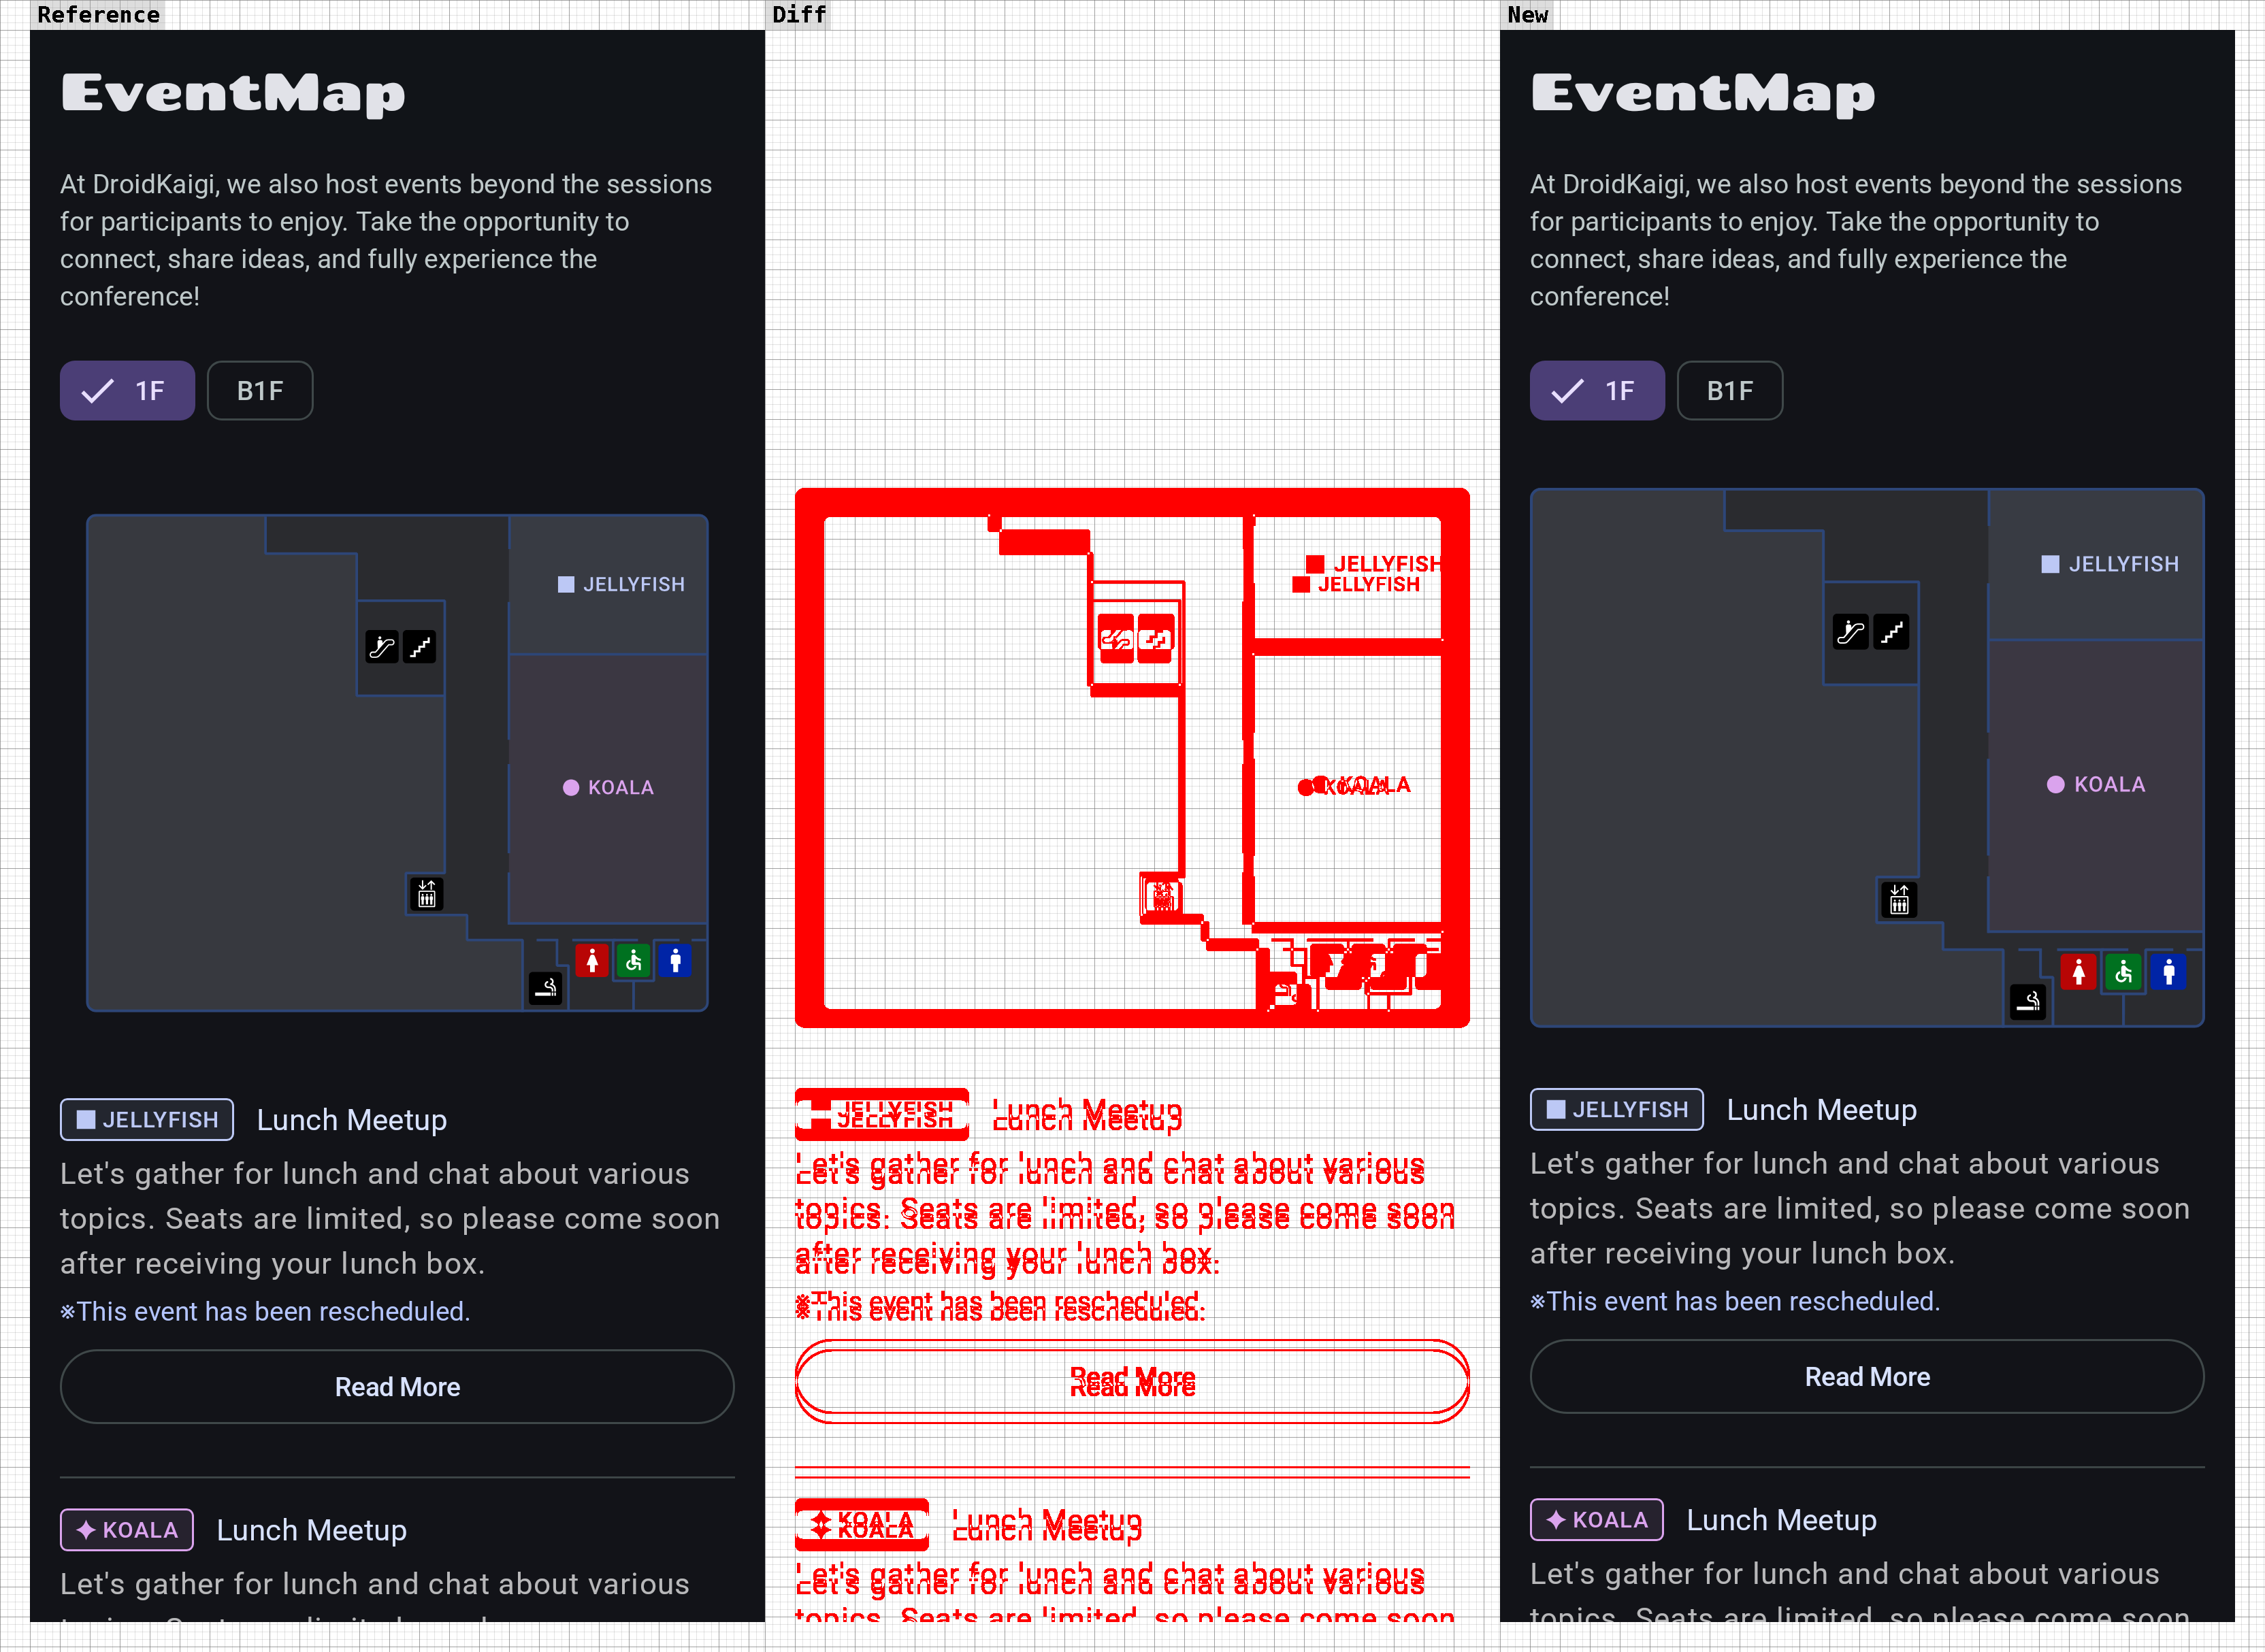 Reference
EventMap
At DroidKaigi, we also host events beyond the sessions
for participants to enjoy. Take the opportunity to
connect, share ideas, and fully experience the
conference!
1F
B1F
JELLYFISH
KOALA
JELLYFISH
Lunch Meetup
Let's gather for lunch and chat about various
topics. Seats are limited, so please come soon
after receiving your lunch box.
※This event has been rescheduled.
Read More
KOALA
Lunch Meetup
Let's gather for lunch and chat about various
Diff
JELLYFISH
JELLYFISH
KOALA
KOALA
JELLYFISH
JELLYFISH
Lunch Meetup
Lunch Meetup
Let's gather for lunch and chat about various
topics. Seats are limited, so please come soon
after receiving your lunch box.
※This event has been rescheduled.
Read More
Read More
KOALA
KOALA
Lunch Meetup
Lunch Meetup
Let's gather for lunch and chat about various
topics. Seats are limited, so please come soon
New
EventMap
At DroidKaigi, we also host events beyond the sessions
for participants to enjoy. Take the opportunity to
connect, share ideas, and fully experience the
conference!
1F
B1F
JELLYFISH
KOALA
JELLYFISH
Lunch Meetup
Let's gather for lunch and chat about various
topics. Seats are limited, so please come soon
after receiving your lunch box.
※This event has been rescheduled.
Read More
KOALA
Lunch Meetup
Let's gather for lunch and chat about various
topics. Seats are limited, so please come soon